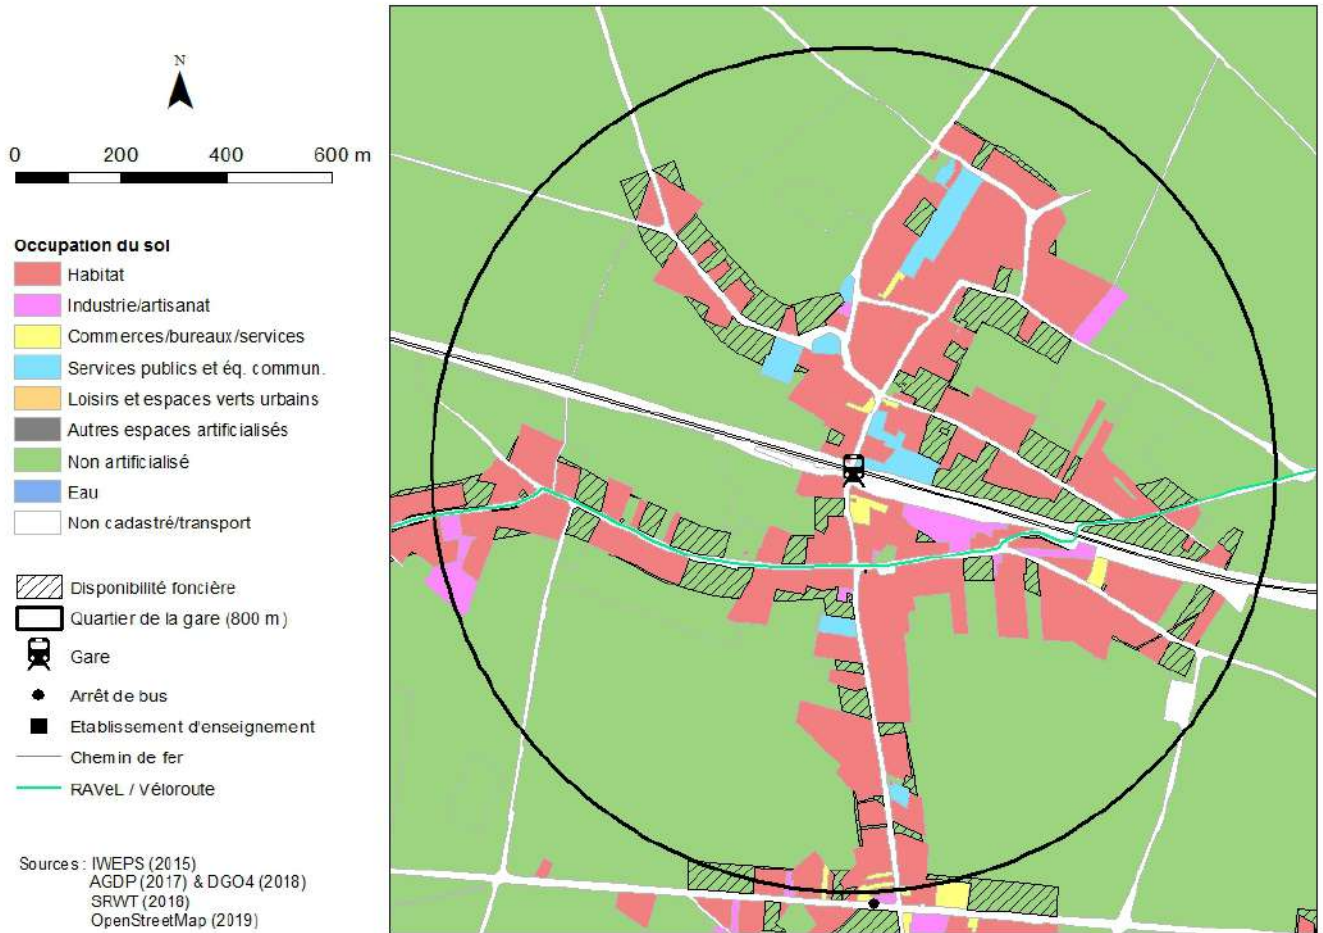 N
0 200 400 600 m
Occupation du sol
Habitat
Industrie/artisanat
Commerces/bureaux/services
Services publics et éq. commun.
Loisirs et espaces verts urbains
Autres espaces artificialisés
Non artificialisé
Eau
Non cadastré/transport
Disponibilité foncière
Quartier de la gare (800 m)
Gare
Arrêt de bus
Etablissement d'enseignement
Chemin de fer
RAVeL / Véloroute
Sources : IWEPS (2015)
AGDP (2017) & DGO4 (2018)
SRWT (2018)
OpenStreetMap (2019)